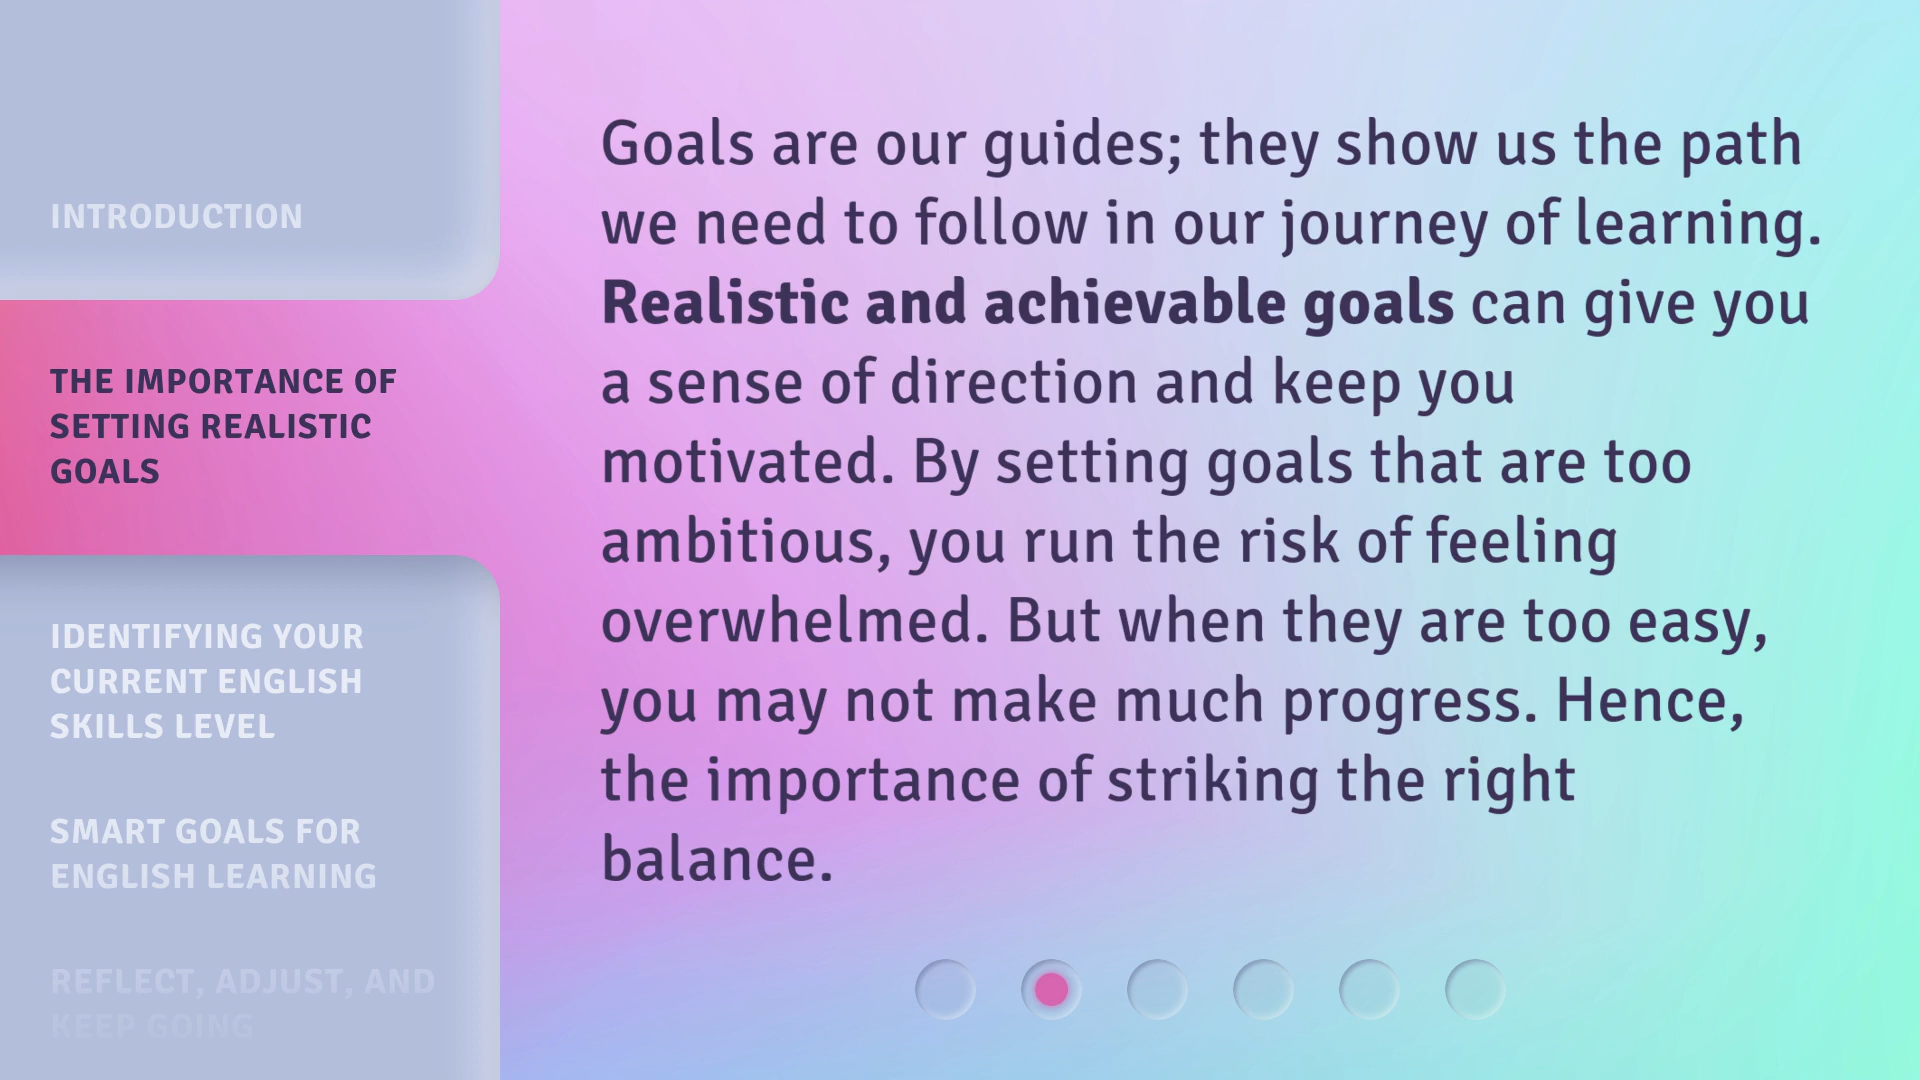 INTRODUCTION
THE IMPORTANCE OF
SETTING REALISTIC
GOALS
IDENTIFYING YOUR
CURRENT ENGLISH
SKILLS LEVEL
SMART GOALS FOR
ENGLISH LEARNING
REFLECT, ADJUST, AND
KEEP GOING
Goals are our guides; they show us the path
we need to follow in our journey of learning.
Realistic and achievable goals can give you
a sense of direction and keep you
motivated. By setting goals that are too
ambitious, you run the risk of feeling
overwhelmed. But when they are too easy,
you may not make much progress. Hence,
the importance of striking the right
balance.